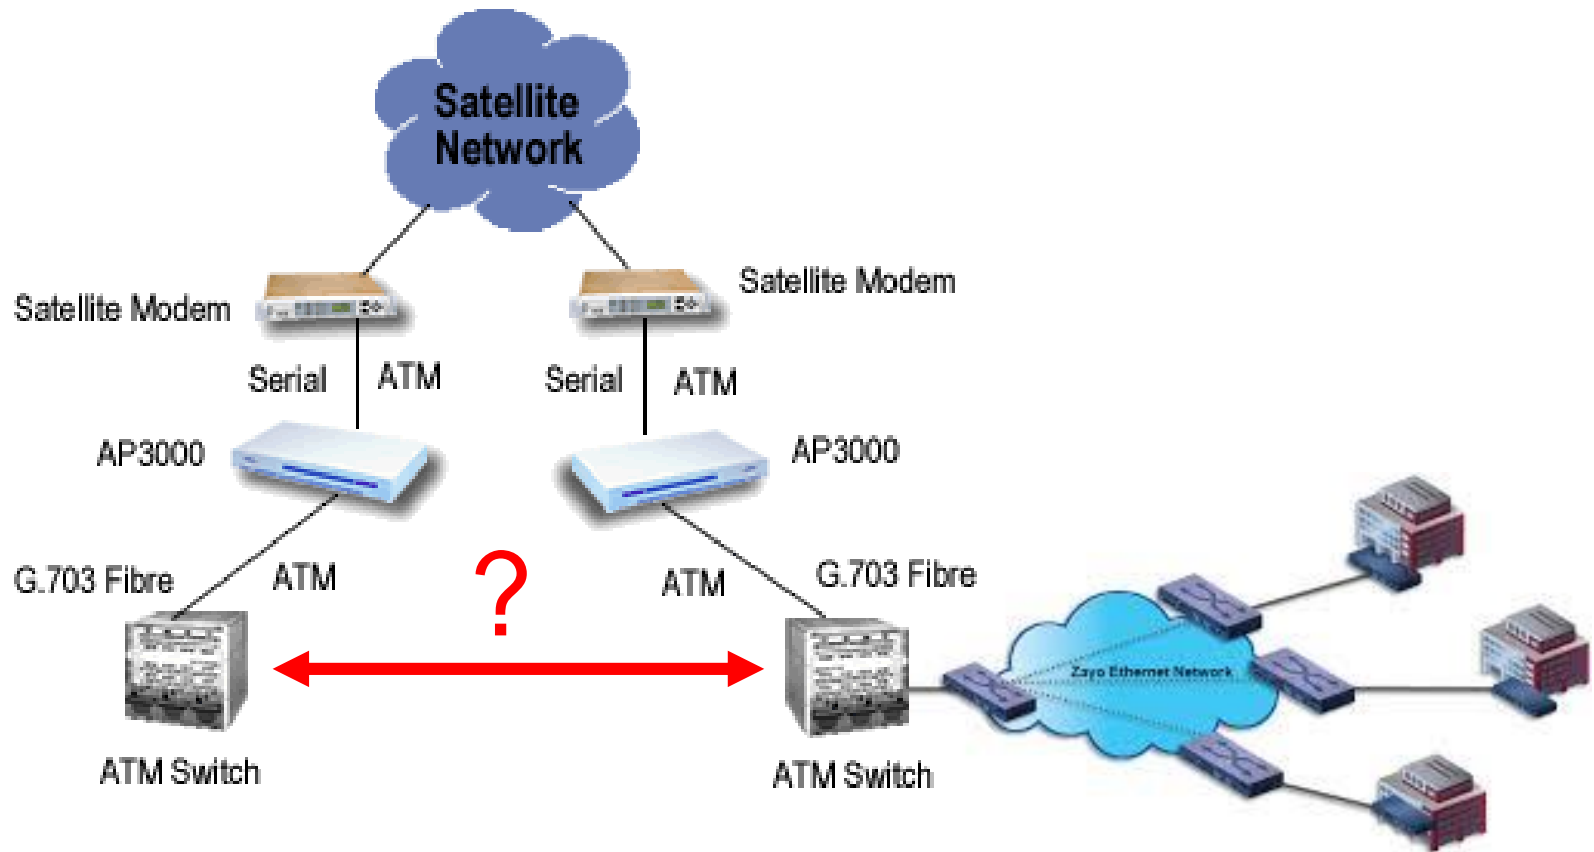 Satellite
Network
Satellite Modem
Satellite Modem
Serial
ATM
Serial
ATM
AP3000
AP3000
G.703 Fibre
ATM
?
ATM
G.703 Fibre
Zayo Ethernet Network
ATM Switch
ATM Switch